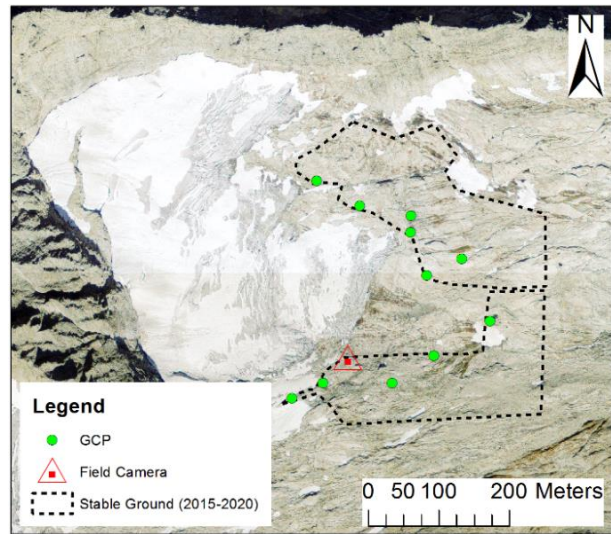 N
Legend
GCP
Field Camera
Stable Ground (2015-2020)
0 50 100 200 Meters